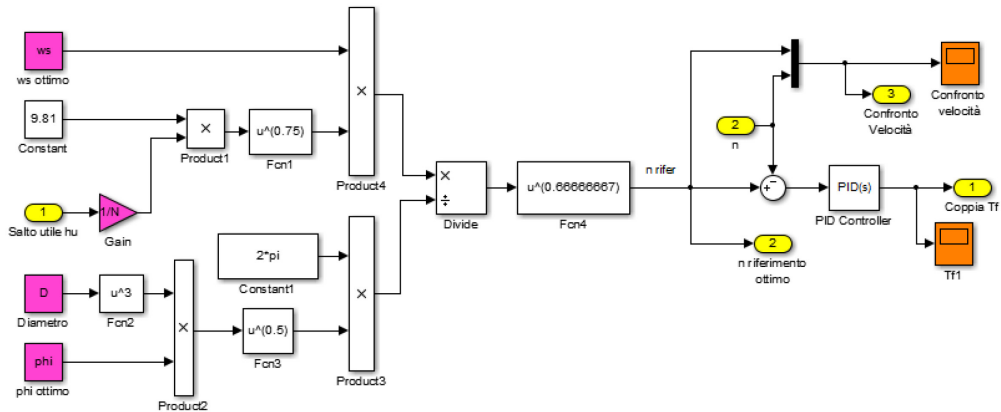 ws
ws ottimo
9.81
Constant
×
Product1
u^(0.75)
Fcn1
×
Product4
1
Salto utile hu
1/N
Gain
2*pi
Constant1
D
Diametro
u^3
Fcn2
phi
phi ottimo
×
Product2
u^(0.5)
Fcn3
×
Product3
×
÷
Divide
u^(0.66666667)
Fcn4
n rifer
2
n
3
Confronto
Velocità
Confronto
velocità
+
−
PID(s)
PID Controller
1
Coppia Tf
Tf1
2
n riferimento
ottimo